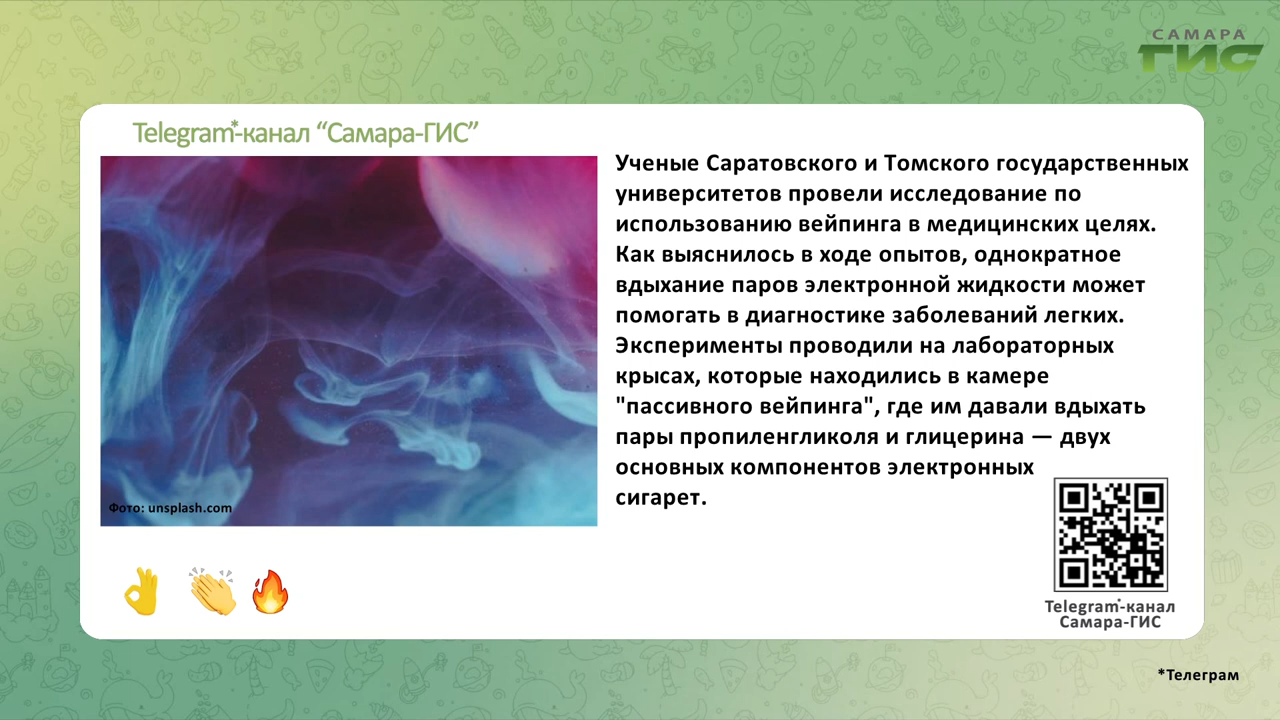 САМАРА
ГИС
Telegram*-канал “Самара-ГИС”
Ученые Саратовского и Томского государственных
университетов провели исследование по
использованию вейпинга в медицинских целях.
Как выяснилось в ходе опытов, однократное
вдыхание паров электронной жидкости может
помогать в диагностике заболеваний легких.
Эксперименты проводили на лабораторных
крысах, которые находились в камере
"пассивного вейпинга", где им давали вдыхать
пары пропиленгликоля и глицерина — двух
основных компонентов электронных
сигарет.
Фото: unsplash.com
Telegram*-канал
Самара-ГИС
*Телеграм